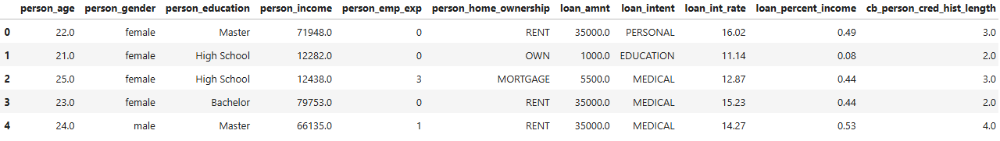 person_age person_gender person_education person_income person_emp_exp person_home_ownership loan_amnt loan_intent loan_int_rate loan_percent_income cb_person_cred_hist_length
0 22.0 female Master 71948.0 0 RENT 35000.0 PERSONAL 16.02 0.49 3.0
1 21.0 female High School 12282.0 0 OWN 1000.0 EDUCATION 11.14 0.08 2.0
2 25.0 female High School 12438.0 3 MORTGAGE 5500.0 MEDICAL 12.87 0.44 3.0
3 23.0 female Bachelor 79753.0 0 RENT 35000.0 MEDICAL 15.23 0.44 2.0
4 24.0 male Master 66135.0 1 RENT 35000.0 MEDICAL 14.27 0.53 4.0